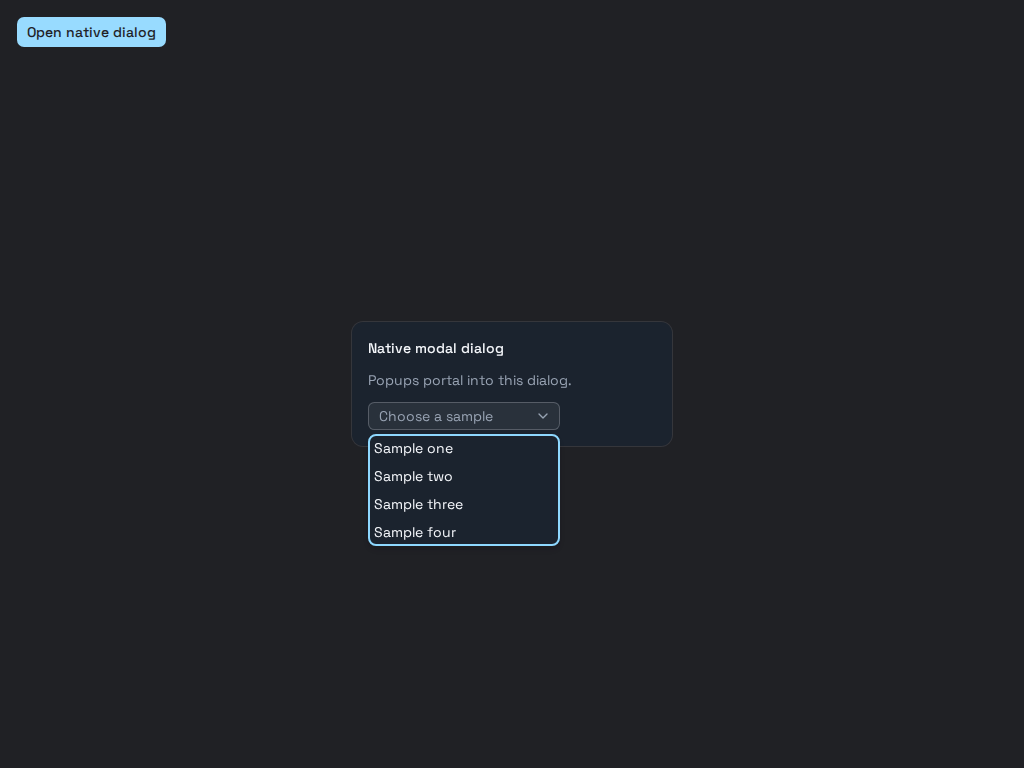 Open native dialog
Native modal dialog
Popups portal into this dialog.
Choose a sample
Sample one
Sample two
Sample three
Sample four